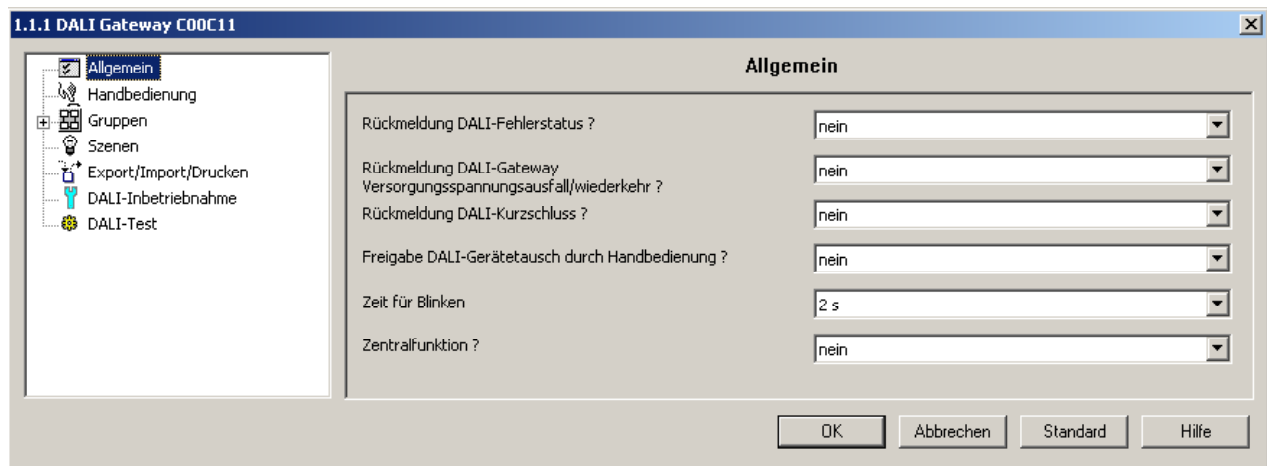 1.1.1 DALI Gateway C00C11
Allgemein
Handbedienung
Gruppen
Szenen
Export/Import/Drucken
DALI-Inbetriebnahme
DALI-Test
Allgemein
Rückmeldung DALI-Fehlerstatus ?
nein
Rückmeldung DALI-Gateway
Versorgungsspannungsausfall/wiederkehr ?
nein
Rückmeldung DALI-Kurzschluss ?
nein
Freigabe DALI-Gerätetausch durch Handbedienung ?
nein
Zeit für Blinken
2 s
Zentralfunktion ?
nein
OK
Abbrechen
Standard
Hilfe